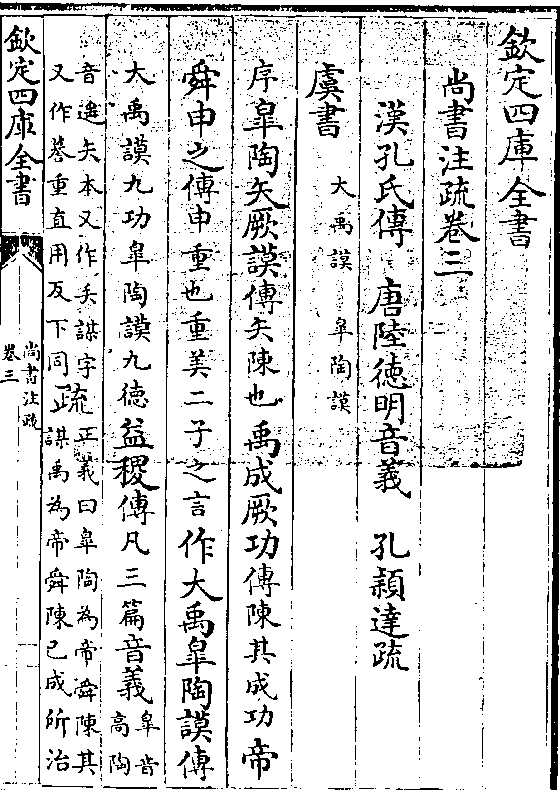 欽定四庫全書
尚書注疏卷三
漢孔氏傳　唐陸徳明音義　孔頴達疏
虞書
大禹謨　皐陶謨
序皐陶矢厥謨傳矢陳也禹成厥功傳陳其成功帝
舜申之傳申重也重美二子之言作大禹皐陶謨傳
大禹謨九功皐陶謨九徳益稷傳凡三篇音義
皐音
高陶
音遥矢本又作𠂕謀字
又作謩重直用反下同
疏
正義曰皐陶為帝舜陳其
謀禹為帝舜陳已成所治
欽定四庫全書
尚書注疏
卷三